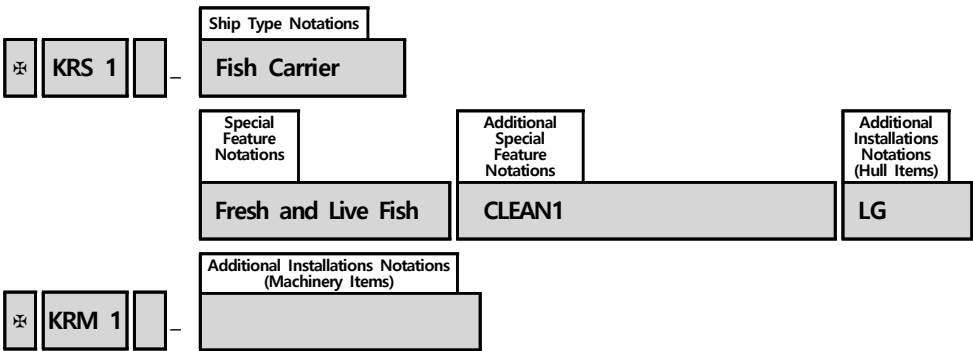 Ship Type Notations
✠ KRS 1 _ Fish Carrier
Special
Feature
Notations
Additional
Special
Feature
Notations
Additional
Installations
Notations
(Hull Items)
Fresh and Live Fish CLEAN1 LG
Additional Installations Notations
(Machinery Items)
✠ KRM 1 _